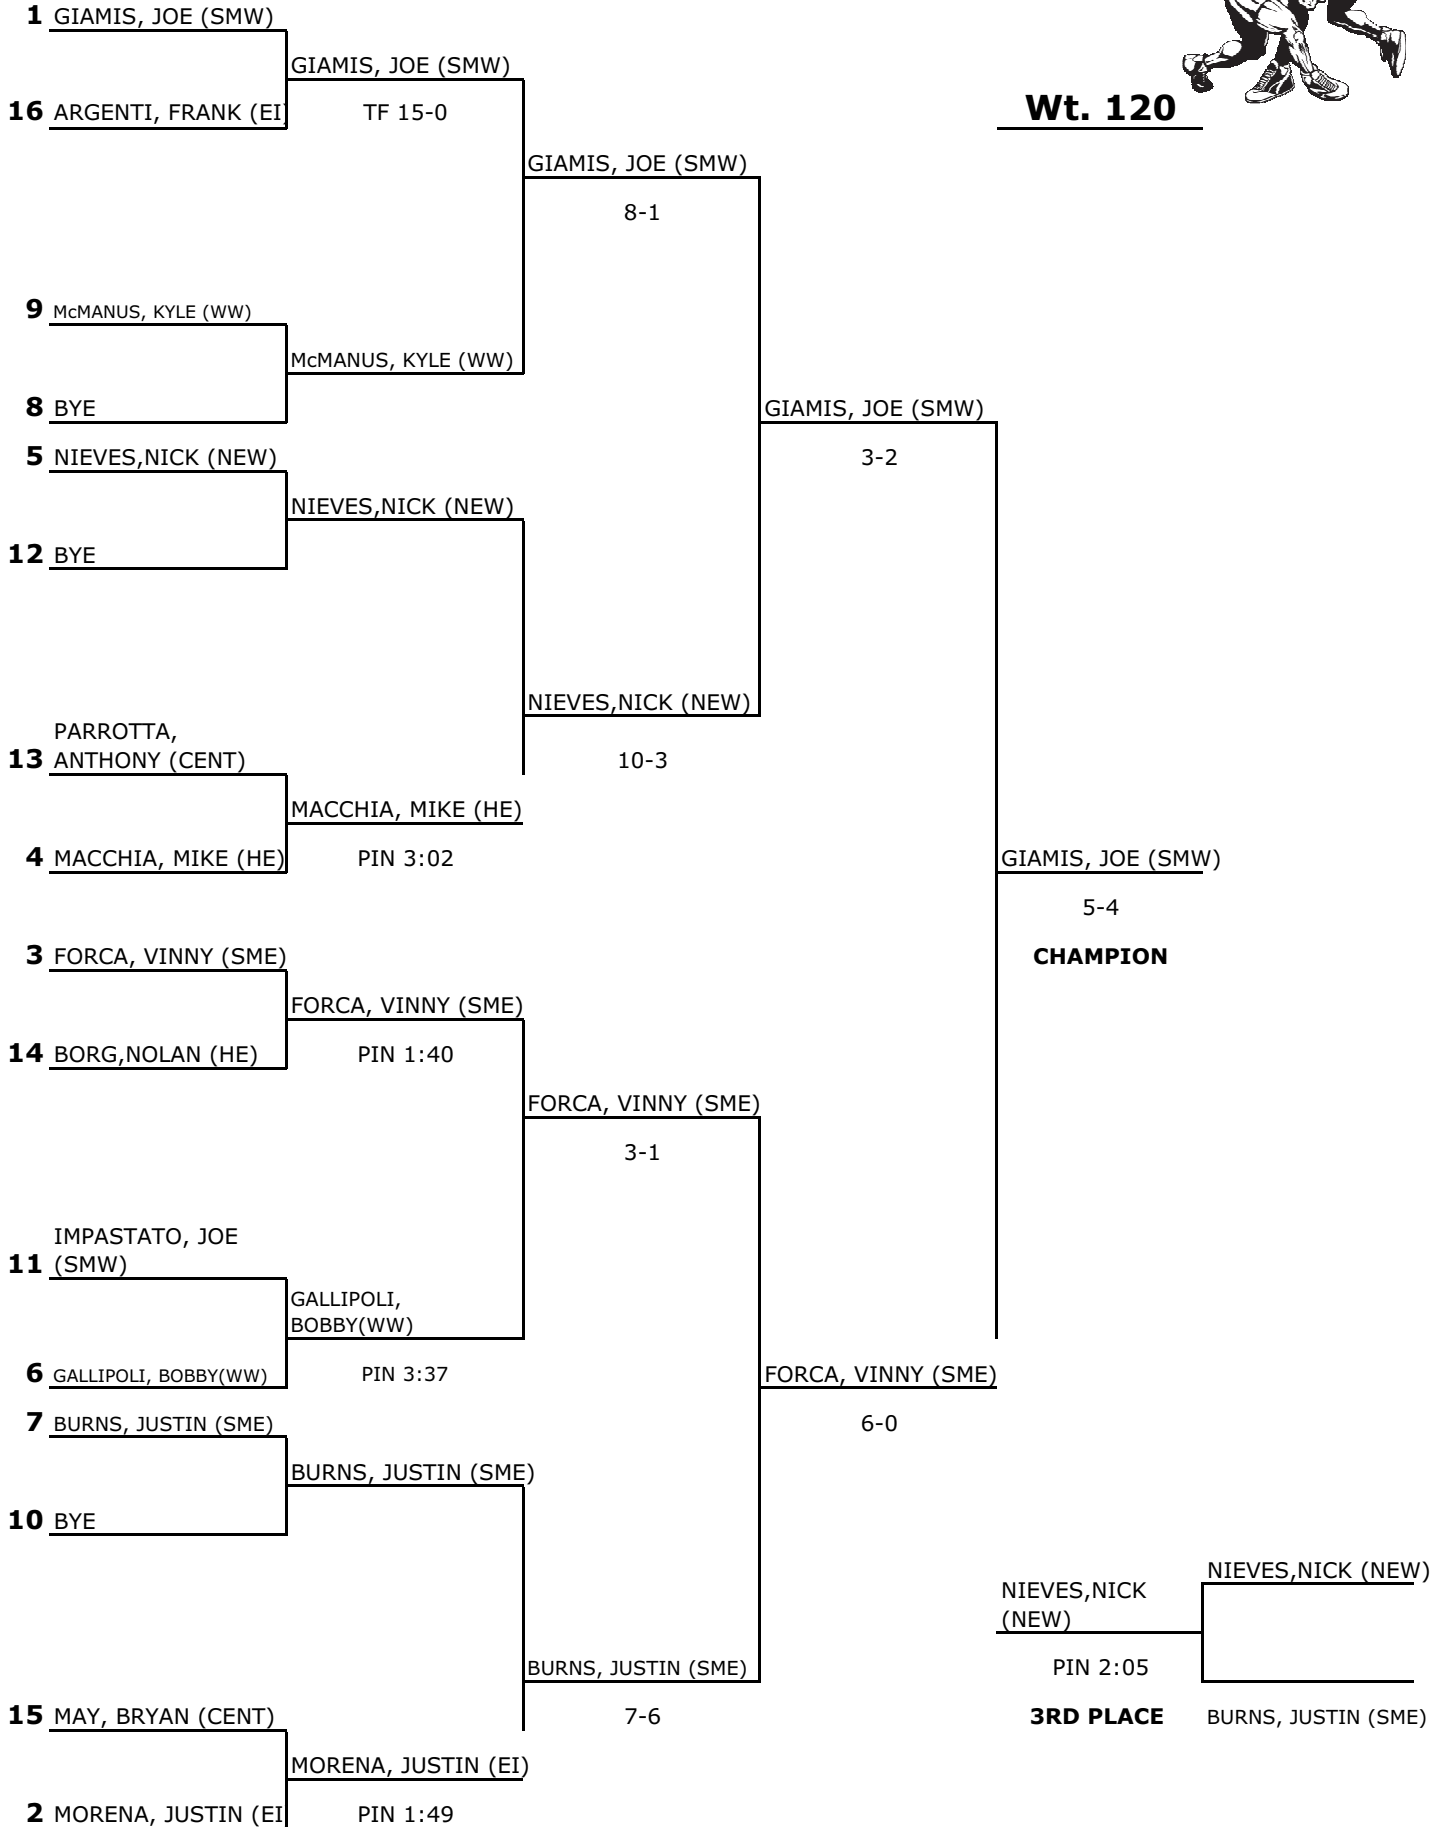 1 GIAMIS, JOE (SMW)
GIAMIS, JOE (SMW)
16 ARGENTI, FRANK (EI)
TF 15-0
Wt. 120
GIAMIS, JOE (SMW)
8-1
9 McMANUS, KYLE (WW)
McMANUS, KYLE (WW)
8 BYE
GIAMIS, JOE (SMW)
5 NIEVES,NICK (NEW)
3-2
NIEVES,NICK (NEW)
12 BYE
NIEVES,NICK (NEW)
PARROTTA,
13 ANTHONY (CENT)
10-3
MACCHIA, MIKE (HE)
4 MACCHIA, MIKE (HE)
PIN 3:02
GIAMIS, JOE (SMW)
5-4
3 FORCA, VINNY (SME)
CHAMPION
FORCA, VINNY (SME)
14 BORG,NOLAN (HE)
PIN 1:40
FORCA, VINNY (SME)
3-1
IMPASTATO, JOE
11 (SMW)
GALLIPOLI,
BOBBY(WW)
6 GALLIPOLI, BOBBY(WW)
PIN 3:37
FORCA, VINNY (SME)
7 BURNS, JUSTIN (SME)
6-0
BURNS, JUSTIN (SME)
10 BYE
NIEVES,NICK (NEW)
NIEVES,NICK
(NEW)
BURNS, JUSTIN (SME)
PIN 2:05
15 MAY, BRYAN (CENT)
7-6
3RD PLACE
BURNS, JUSTIN (SME)
MORENA, JUSTIN (EI)
2 MORENA, JUSTIN (EI
PIN 1:49